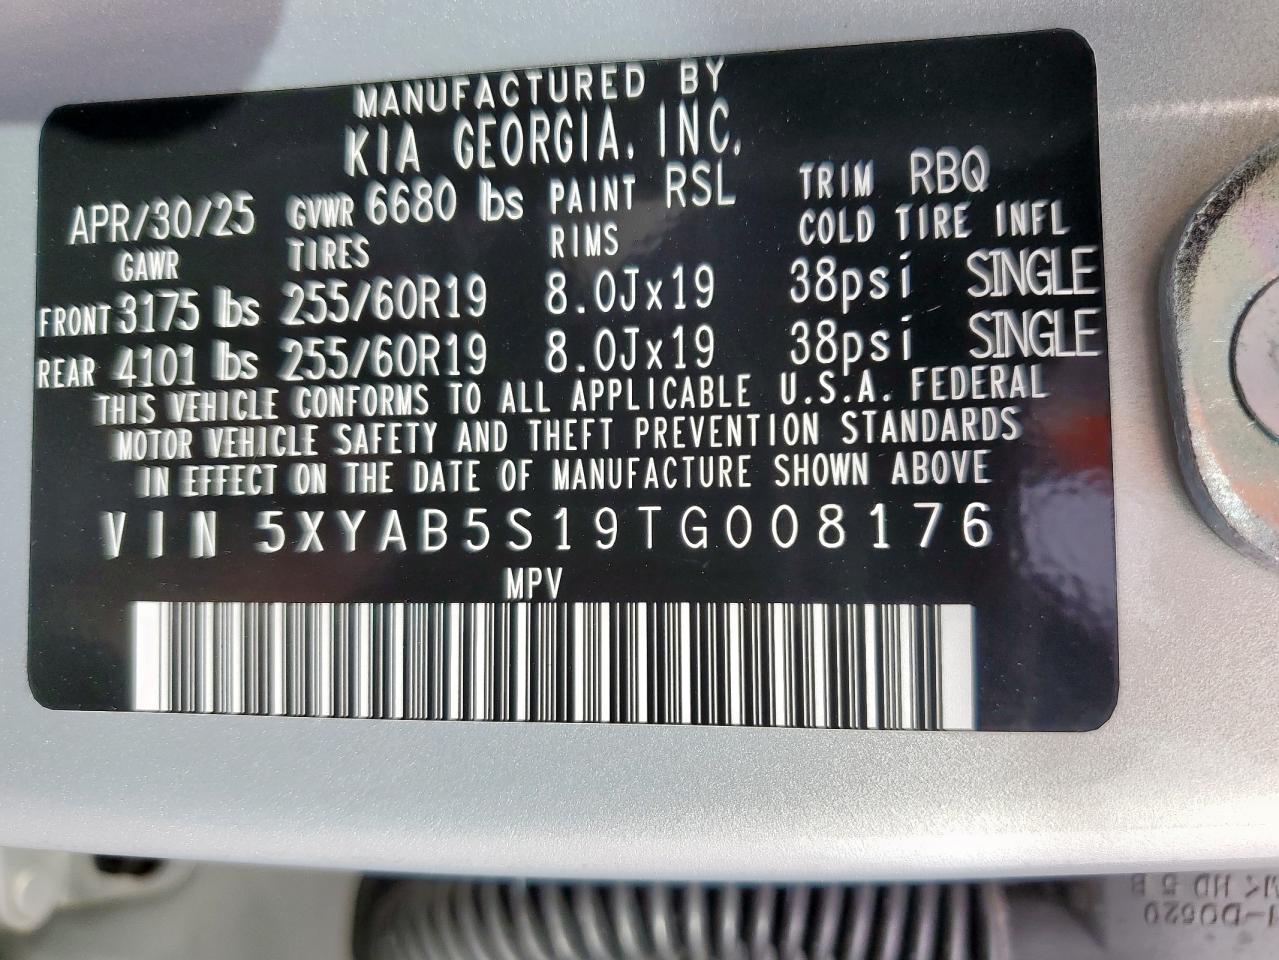 MANUFACTURED BY
KIA GEORGIA, INC.
APR/30/25 GVWR 6680 lbs PAINT RSL TRIM RBQ
GAWR TIRES RIMS COLD TIRE INFL
FRONT 3175 lbs 255/60R19 8.0Jx19 38psi SINGLE
REAR 4101 lbs 255/60R19 8.0Jx19 38psi SINGLE
THIS VEHICLE CONFORMS TO ALL APPLICABLE U.S.A. FEDERAL
MOTOR VEHICLE SAFETY AND THEFT PREVENTION STANDARDS
IN EFFECT ON THE DATE OF MANUFACTURE SHOWN ABOVE
VIN 5XYAB5S19TG008176
MPV
HD 5 B